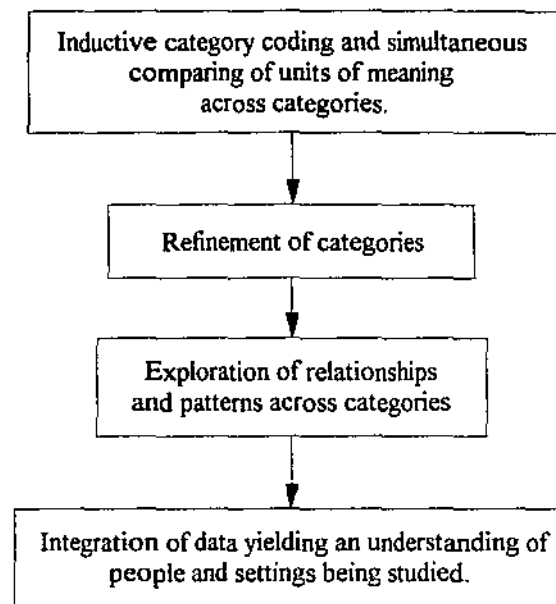 Inductive category coding and simultaneous
comparing of units of meaning
across categories.
Refinement of categories
Exploration of relationships
and patterns across categories
Integration of data yielding an understanding of
people and settings being studied.